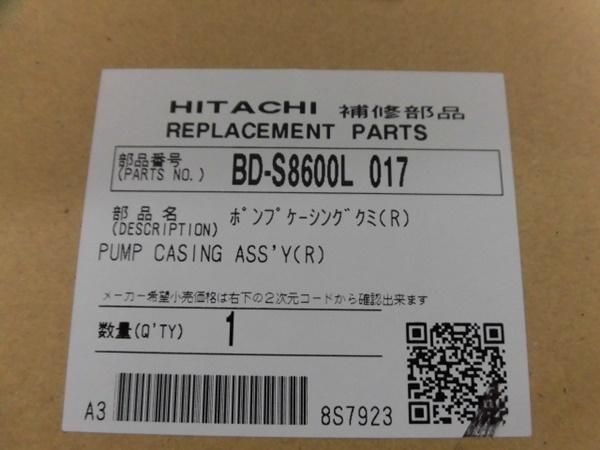 HITACHI 補修部品
REPLACEMENT PARTS
部品番号 (PARTS NO.) BD-S8600L 017
部品名 (DESCRIPTION) ポンプケーシングクミ(R)
PUMP CASING ASS'Y(R)
メーカー希望小売価格は右下の2次元コードから確認出来ます
数量(Q'TY) 1
A3 8S7923